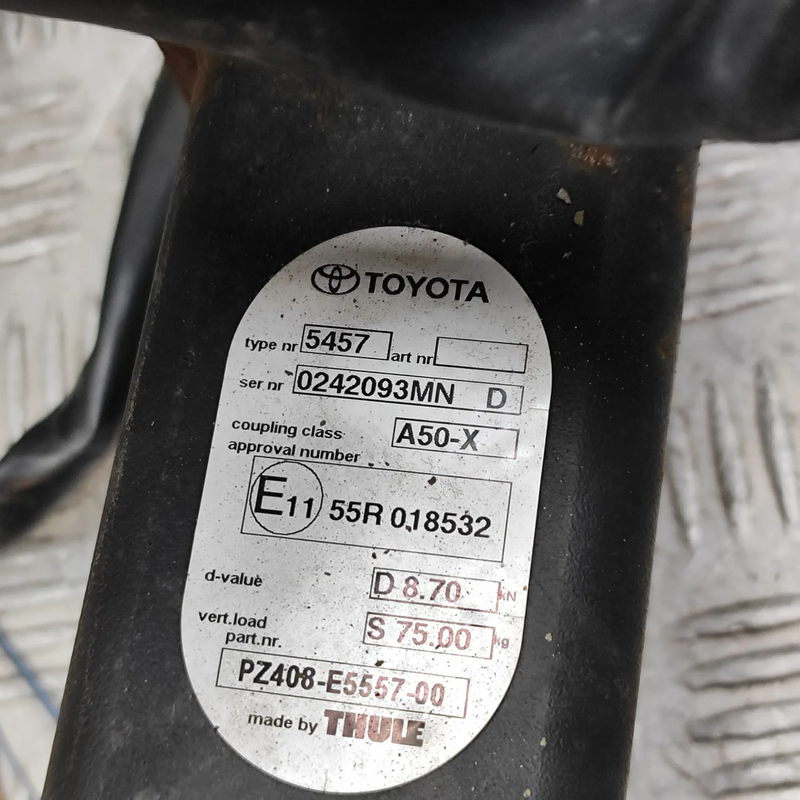 TOYOTA
type nr 5457 art nr
ser nr 0242093MN D
coupling class A50-X
approval number
E11 55R 018532
d-value D 8.70 kN
vert.load S 75.00 kg
part.nr.
PZ408-E5557-00
made by THULE